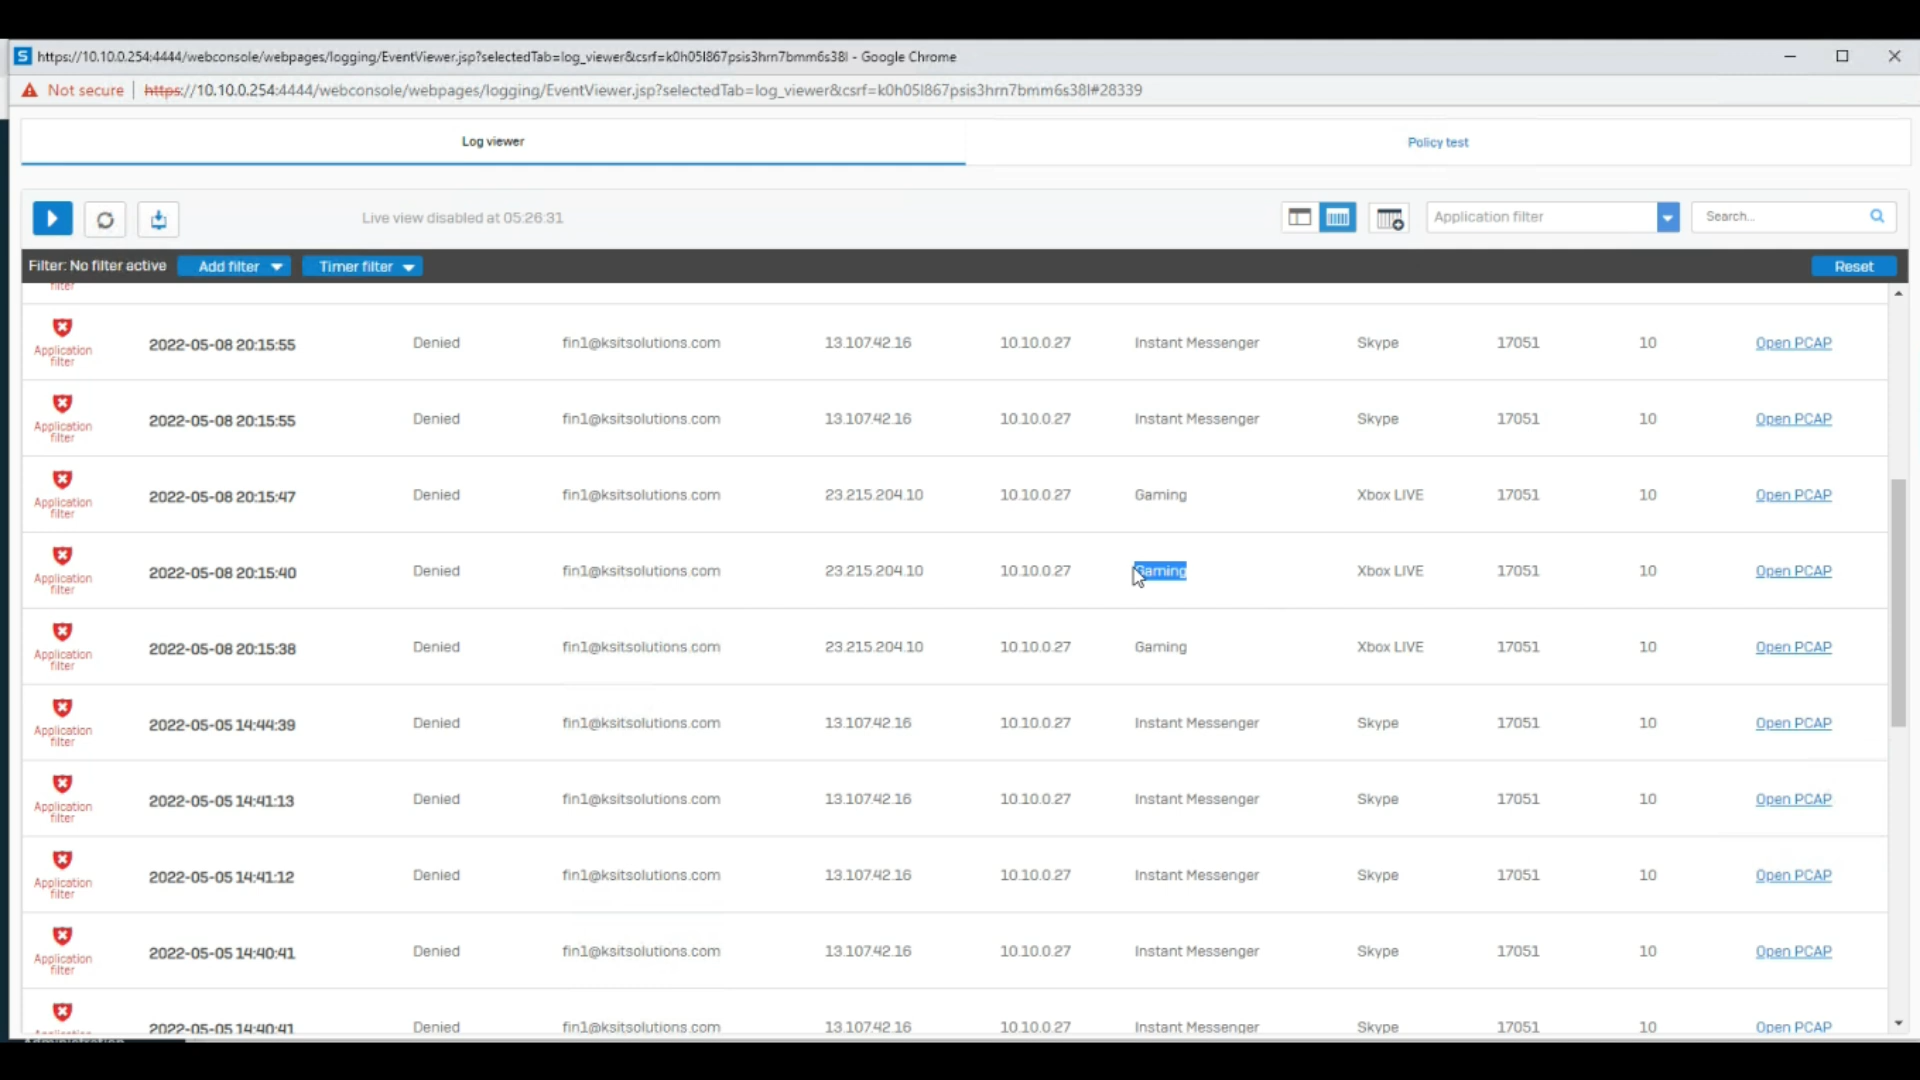 https://10.10.0.254:4444/webconsole/webpages/logging/EventViewer.jsp?selectedTab=log_viewer&csrf=k0h05l867psis3hrn7bmm6s38l - Google Chrome
Not secure | https://10.10.0.254:4444/webconsole/webpages/logging/EventViewer.jsp?selectedTab=log_viewer&csrf=k0h05l867psis3hrn7bmm6s38l#28339
Log viewer Policy test
Live view disabled at 05:26:31 Application filter Search...
Filter: No filter active Add filter Timer filter Reset
filter
Application filter 2022-05-08 20:15:55 Denied fin1@ksitsolutions.com 13.107.42.16 10.10.0.27 Instant Messenger Skype 17051 10 Open PCAP
Application filter 2022-05-08 20:15:55 Denied fin1@ksitsolutions.com 13.107.42.16 10.10.0.27 Instant Messenger Skype 17051 10 Open PCAP
Application filter 2022-05-08 20:15:47 Denied fin1@ksitsolutions.com 23.215.204.10 10.10.0.27 Gaming Xbox LIVE 17051 10 Open PCAP
Application filter 2022-05-08 20:15:40 Denied fin1@ksitsolutions.com 23.215.204.10 10.10.0.27 Gaming Xbox LIVE 17051 10 Open PCAP
Application filter 2022-05-08 20:15:38 Denied fin1@ksitsolutions.com 23.215.204.10 10.10.0.27 Gaming Xbox LIVE 17051 10 Open PCAP
Application filter 2022-05-05 14:44:39 Denied fin1@ksitsolutions.com 13.107.42.16 10.10.0.27 Instant Messenger Skype 17051 10 Open PCAP
Application filter 2022-05-05 14:41:13 Denied fin1@ksitsolutions.com 13.107.42.16 10.10.0.27 Instant Messenger Skype 17051 10 Open PCAP
Application filter 2022-05-05 14:41:12 Denied fin1@ksitsolutions.com 13.107.42.16 10.10.0.27 Instant Messenger Skype 17051 10 Open PCAP
Application filter 2022-05-05 14:40:41 Denied fin1@ksitsolutions.com 13.107.42.16 10.10.0.27 Instant Messenger Skype 17051 10 Open PCAP
2022-05-05 14:40:41 Denied fin1@ksitsolutions.com 13.107.42.16 10.10.0.27 Instant Messenger Skype 17051 10 Open PCAP